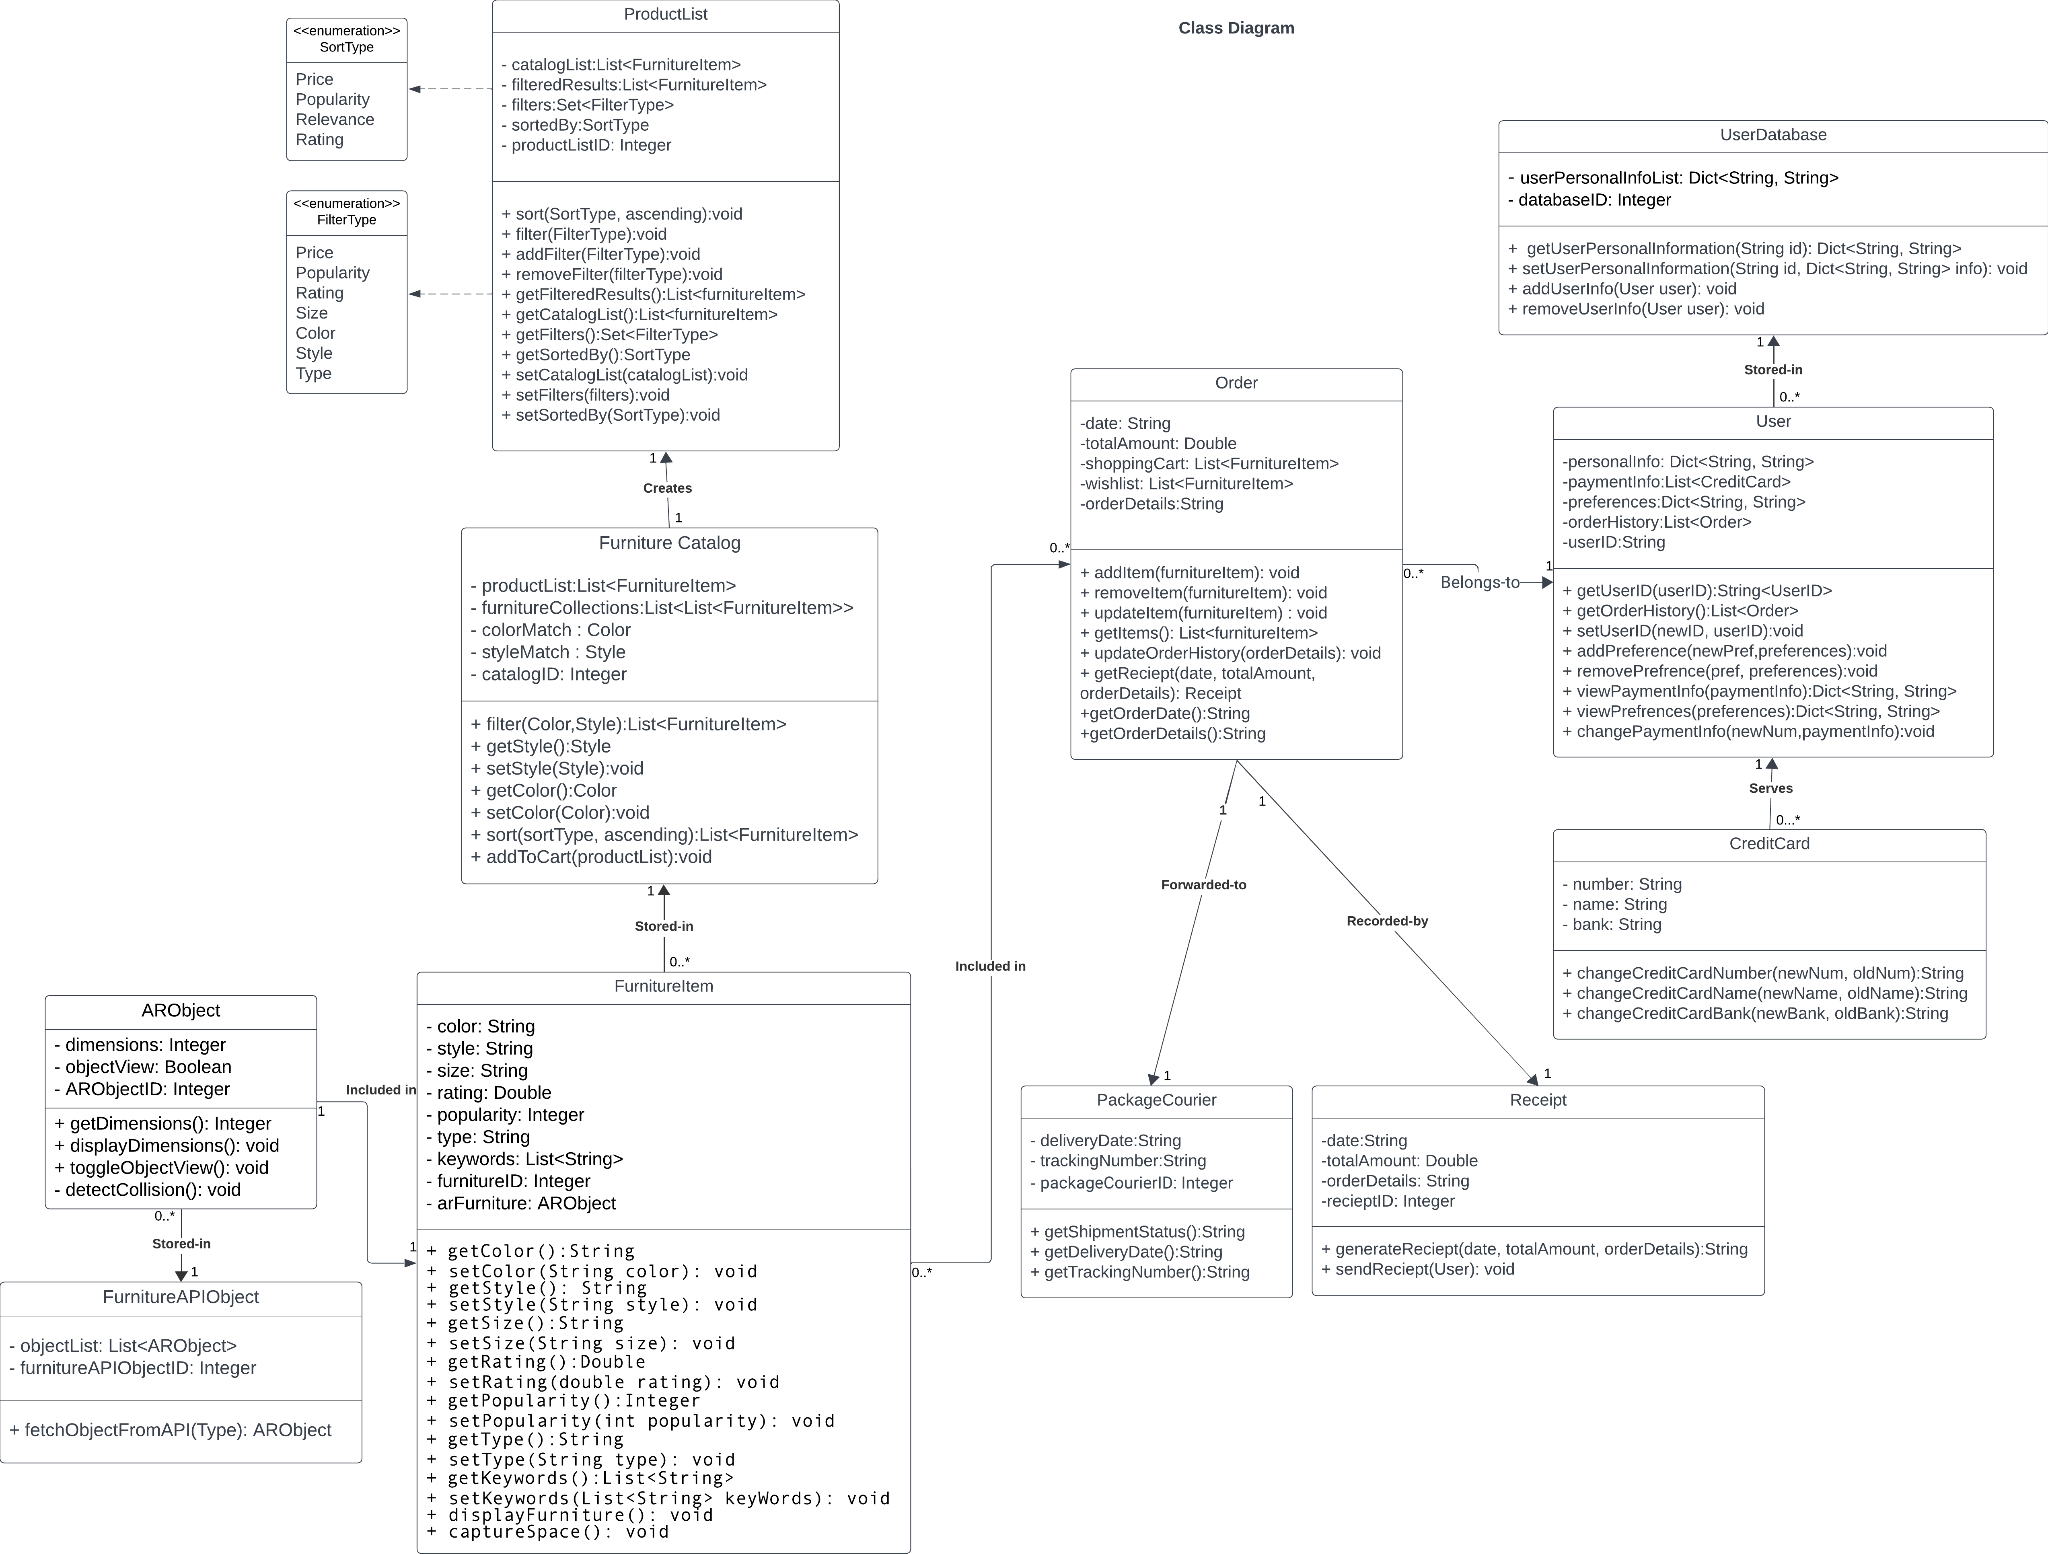 Class Diagram
<<enumeration>>
SortType
Price
Popularity
Relevance
Rating
<<enumeration>>
FilterType
Price
Popularity
Rating
Size
Color
Style
Type
ProductList
- catalogList:List<FurnitureItem>
- filteredResults:List<FurnitureItem>
- filters:Set<FilterType>
- sortedBy:SortType
- productListID: Integer
+ sort(SortType, ascending):void
+ filter(FilterType):void
+ addFilter(FilterType):void
+ removeFilter(filterType):void
+ getFilteredResults():List<furnitureItem>
+ getCatalogList():List<furnitureItem>
+ getFilters():Set<FilterType>
+ getSortedBy():SortType
+ setCatalogList(catalogList):void
+ setFilters(filters):void
+ setSortedBy(SortType):void
1
Creates
1
Furniture Catalog
- productList:List<FurnitureItem>
- furnitureCollections:List<List<FurnitureItem>>
- colorMatch : Color
- styleMatch : Style
- catalogID: Integer
+ filter(Color,Style):List<FurnitureItem>
+ getStyle():Style
+ setStyle(Style):void
+ getColor():Color
+ setColor(Color):void
+ sort(sortType, ascending):List<FurnitureItem>
+ addToCart(productList):void
1
Stored-in
0..*
FurnitureItem
- color: String
- style: String
- size: String
- rating: Double
- popularity: Integer
- type: String
- keywords: List<String>
- furnitureID: Integer
- arFurniture: ARObject
+ getColor():String
+ setColor(String color): void
+ getStyle(): String
+ setStyle(String style): void
+ getSize():String
+ setSize(String size): void
+ getRating():Double
+ setRating(double rating): void
+ getPopularity():Integer
+ setPopularity(int popularity): void
+ getType():String
+ setType(String type): void
+ getKeywords():List<String>
+ setKeywords(List<String> keyWords): void
+ displayFurniture(): void
+ captureSpace(): void
ARObject
- dimensions: Integer
- objectView: Boolean
- ARObjectID: Integer
+ getDimensions(): Integer
+ displayDimensions(): void
+ toggleObjectView(): void
- detectCollision(): void
1
Included in
1
0..*
Stored-in
1
FurnitureAPIObject
- objectList: List<ARObject>
- furnitureAPIObjectID: Integer
+ fetchObjectFromAPI(Type): ARObject
0..*
Included in
0..*
Order
-date: String
-totalAmount: Double
-shoppingCart: List<FurnitureItem>
-wishlist: List<FurnitureItem>
-orderDetails:String
+ addItem(furnitureItem): void
+ removeItem(furnitureItem): void
+ updateItem(furnitureItem) : void
+ getItems(): List<furnitureItem>
+ updateOrderHistory(orderDetails): void
+ getReciept(date, totalAmount,
orderDetails): Receipt
+getOrderDate():String
+getOrderDetails():String
0..*
Belongs-to
1
1
Forwarded-to
1
1
Recorded-by
1
PackageCourier
- deliveryDate:String
- trackingNumber:String
- packageCourierID: Integer
+ getShipmentStatus():String
+ getDeliveryDate():String
+ getTrackingNumber():String
Receipt
-date:String
-totalAmount: Double
-orderDetails: String
-recieptID: Integer
+ generateReciept(date, totalAmount, orderDetails):String
+ sendReciept(User): void
UserDatabase
- userPersonalInfoList: Dict<String, String>
- databaseID: Integer
+  getUserPersonalInformation(String id): Dict<String, String>
+ setUserPersonalInformation(String id, Dict<String, String> info): void
+ addUserInfo(User user): void
+ removeUserInfo(User user): void
1
Stored-in
0..*
User
-personalInfo: Dict<String, String>
-paymentInfo:List<CreditCard>
-preferences:Dict<String, String>
-orderHistory:List<Order>
-userID:String
+ getUserID(userID):String<UserID>
+ getOrderHistory():List<Order>
+ setUserID(newID, userID):void
+ addPreference(newPref,preferences):void
+ removePrefrence(pref, preferences):void
+ viewPaymentInfo(paymentInfo):Dict<String, String>
+ viewPrefrences(preferences):Dict<String, String>
+ changePaymentInfo(newNum,paymentInfo):void
1
Serves
0...*
CreditCard
- number: String
- name: String
- bank: String
+ changeCreditCardNumber(newNum, oldNum):String
+ changeCreditCardName(newName, oldName):String
+ changeCreditCardBank(newBank, oldBank):String